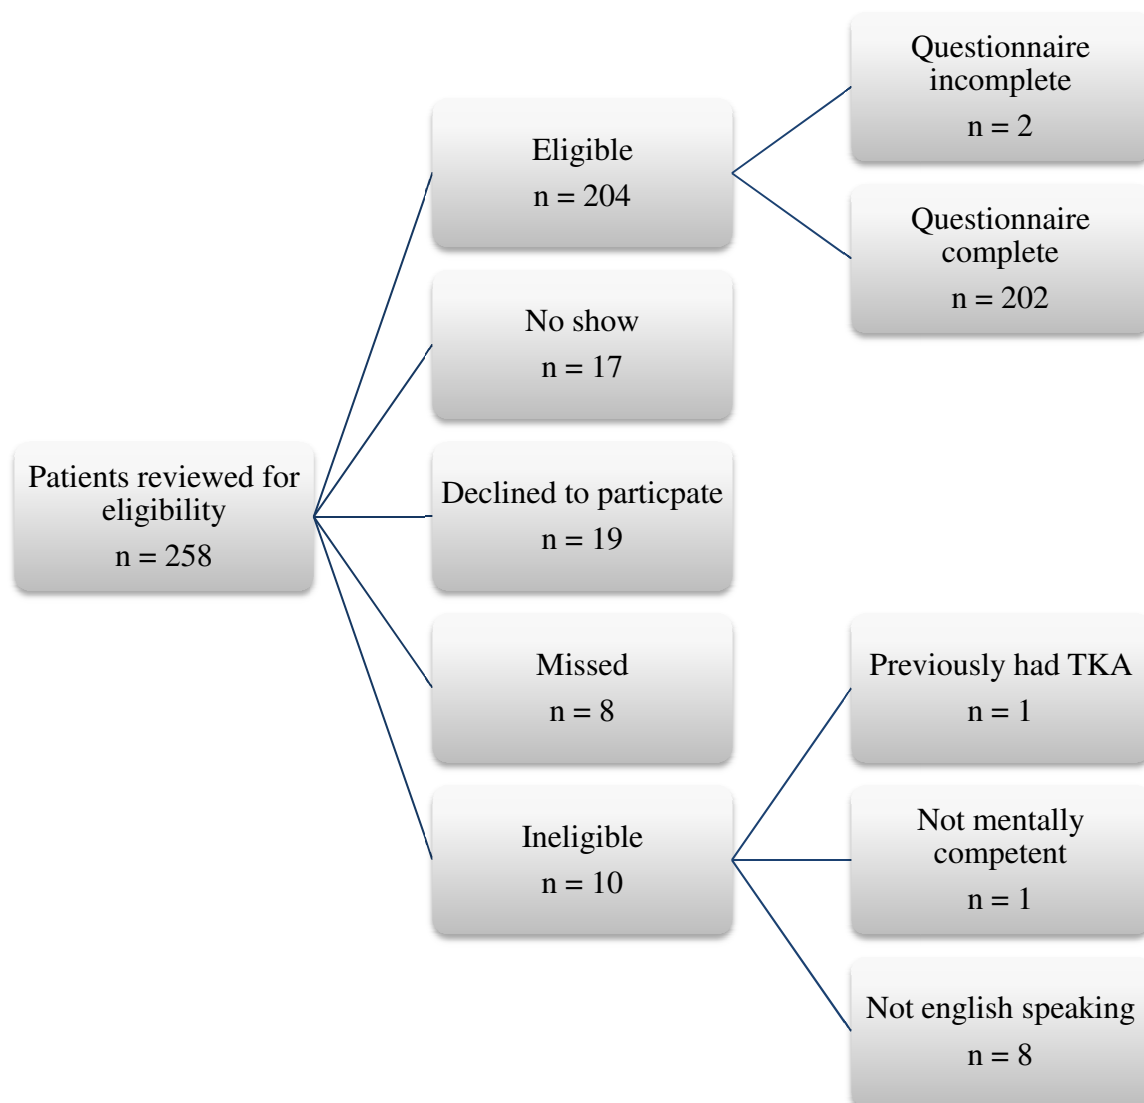 Patients reviewed for
eligibility
n = 258
Eligible
n = 204
Questionnaire
incomplete
n = 2
Questionnaire
complete
n = 202
No show
n = 17
Declined to particpate
n = 19
Missed
n = 8
Ineligible
n = 10
Previously had TKA
n = 1
Not mentally
competent
n = 1
Not english speaking
n = 8